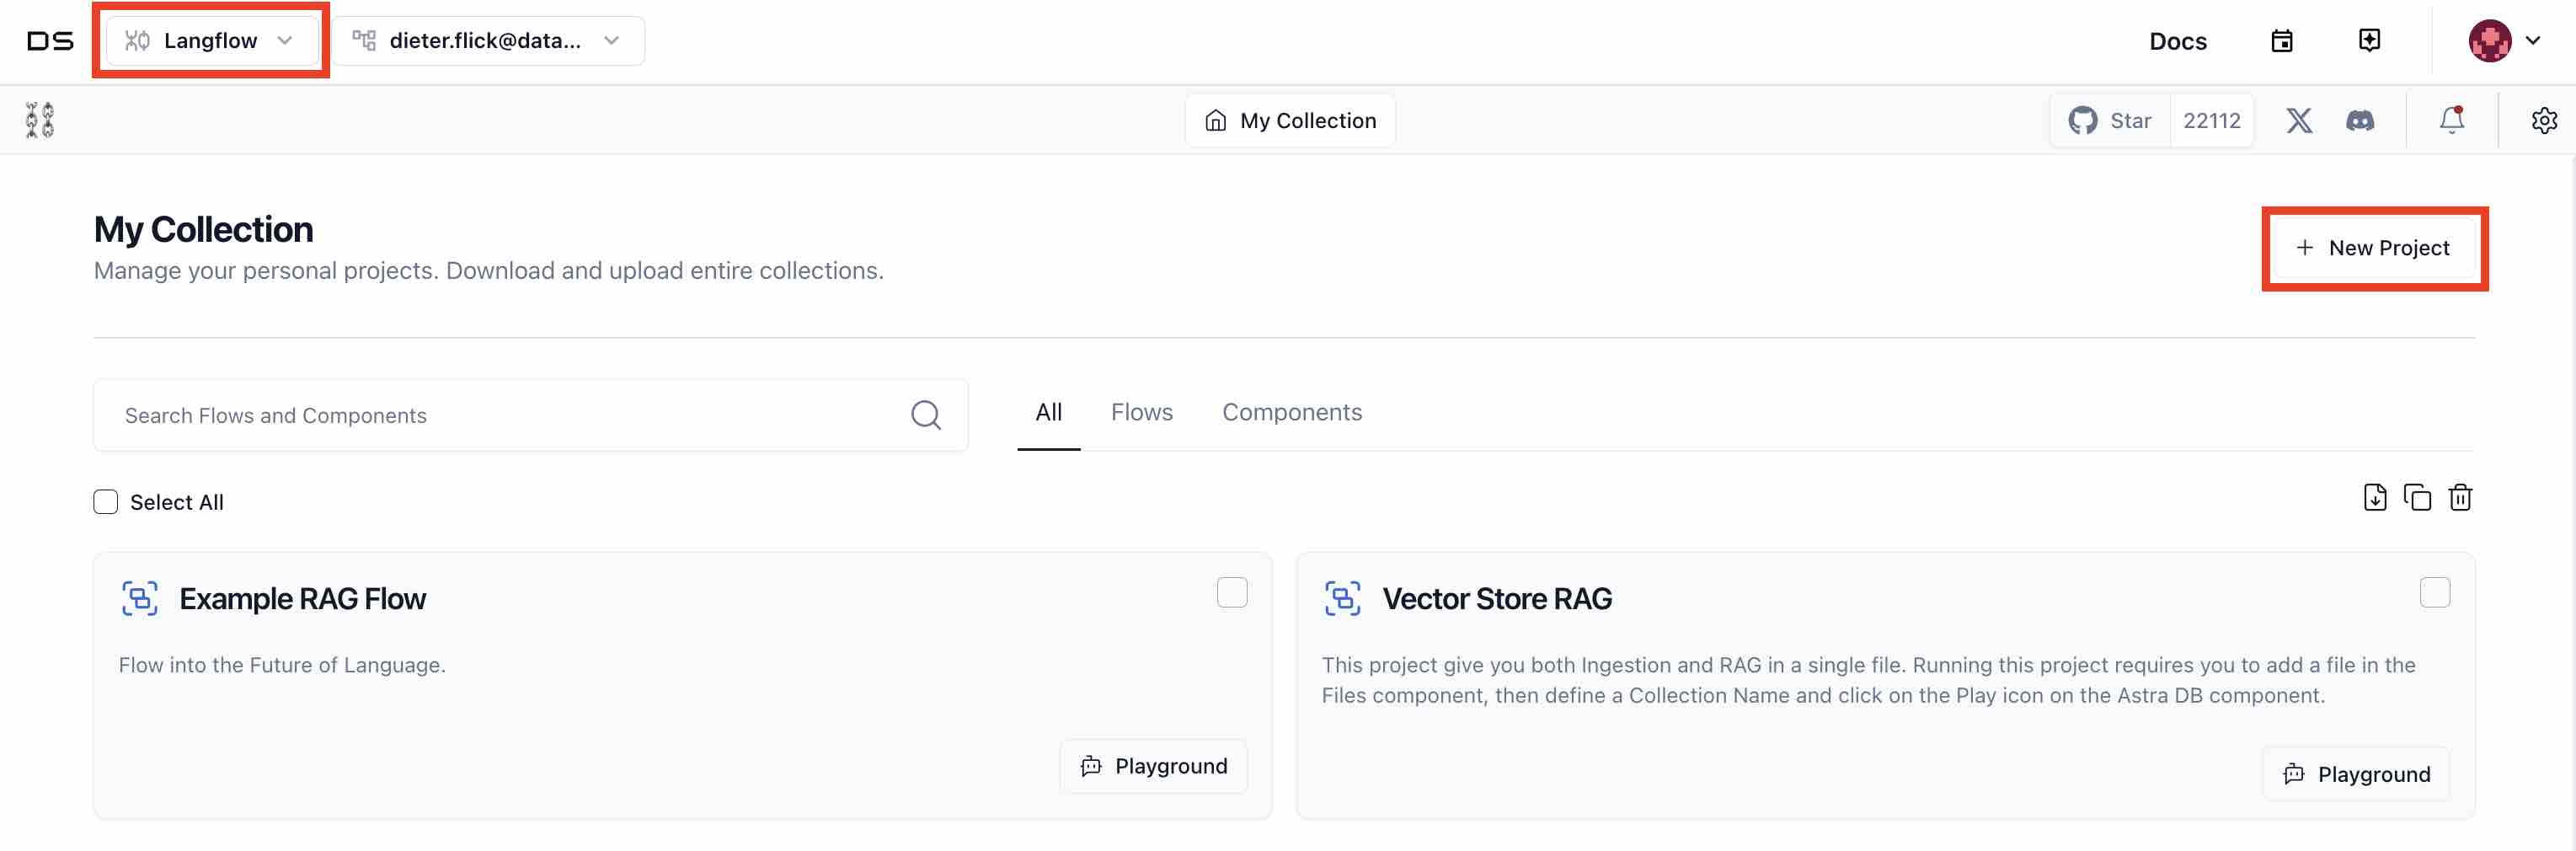 DS Langflow dieter.flick@data... Docs
My Collection Star 22112
My Collection
Manage your personal projects. Download and upload entire collections.
+ New Project
Search Flows and Components
All Flows Components
Select All
Example RAG Flow
Flow into the Future of Language.
Playground
Vector Store RAG
This project give you both Ingestion and RAG in a single file. Running this project requires you to add a file in the
Files component, then define a Collection Name and click on the Play icon on the Astra DB component.
Playground